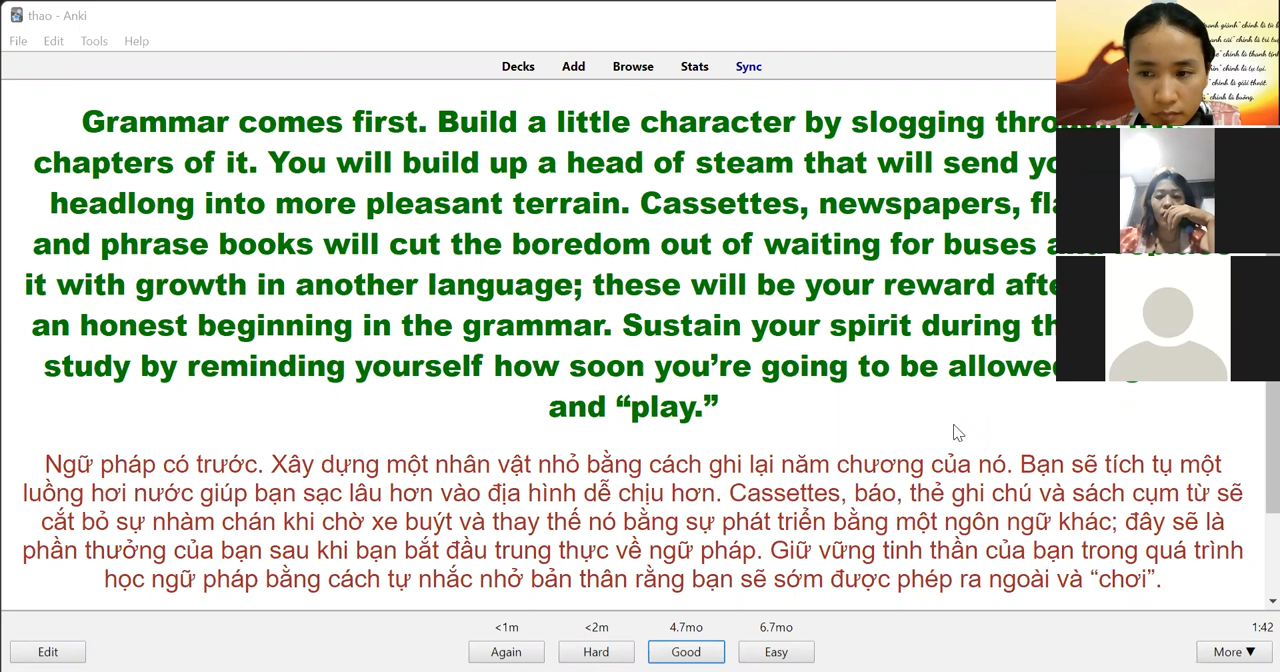 thao - Anki
File Edit Tools Help
Decks Add Browse Stats Sync
Grammar comes first. Build a little character by slogging
chapters of it. You will build up a head of steam that will send
headlong into more pleasant terrain. Cassettes, newspapers,
and phrase books will cut the boredom out of waiting for buses
it with growth in another language; these will be your reward
an honest beginning in the grammar. Sustain your spirit during
study by reminding yourself how soon you’re going to be
and “play.”
Ngữ pháp có trước. Xây dựng một nhân vật nhỏ bằng cách ghi lại năm chương của nó. Bạn sẽ tích tụ một
luồng hơi nước giúp bạn sạc lâu hơn vào địa hình dễ chịu hơn. Cassettes, báo, thẻ ghi chú và sách cụm từ sẽ
cắt bỏ sự nhàm chán khi chờ xe buýt và thay thế nó bằng sự phát triển bằng một ngôn ngữ khác; đây sẽ là
phần thưởng của bạn sau khi bạn bắt đầu trung thực về ngữ pháp. Giữ vững tinh thần của bạn trong quá trình
học ngữ pháp bằng cách tự nhắc nhở bản thân rằng bạn sẽ sớm được phép ra ngoài và “chơi”.
<1m <2m 4.7mo 6.7mo 1:42
Edit Again Hard Good Easy More ▼